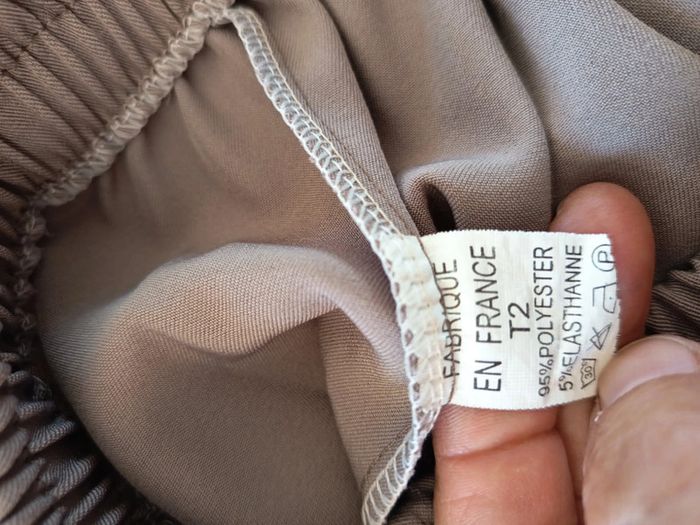 FABRIQUE
EN FRANCE
T2
95%POLYESTER
5%ELASTHANNE
30° P